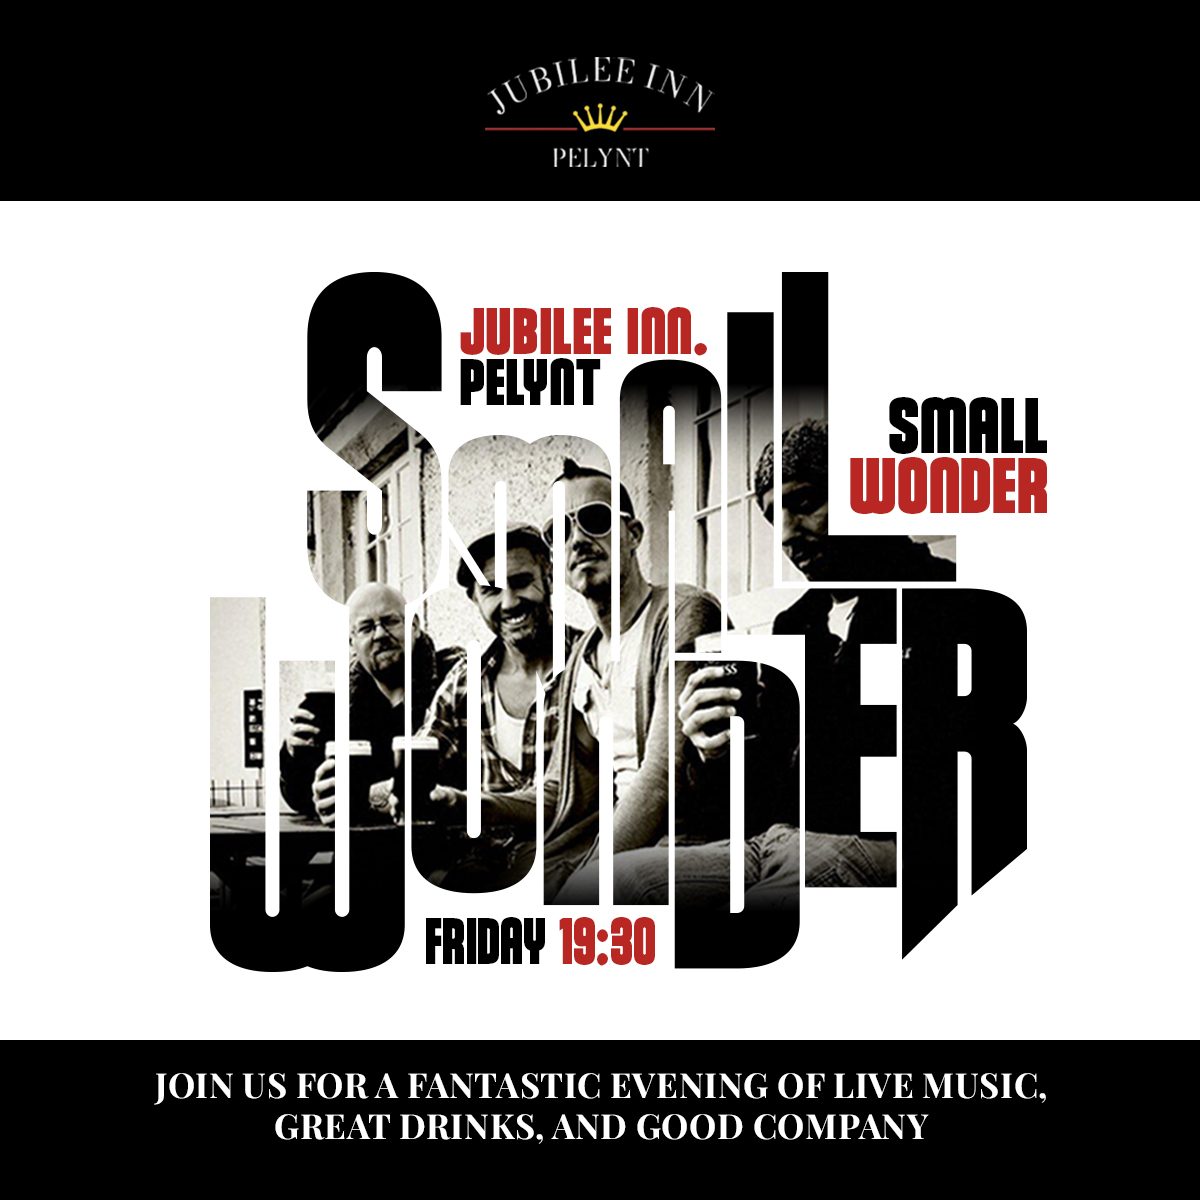 JUBILEE INN
PELYNT
JUBILEE INN.
PELYNT
SMALL
WONDER
SMALL
WONDER
FRIDAY 19:30
JOIN US FOR A FANTASTIC EVENING OF LIVE MUSIC,
GREAT DRINKS, AND GOOD COMPANY